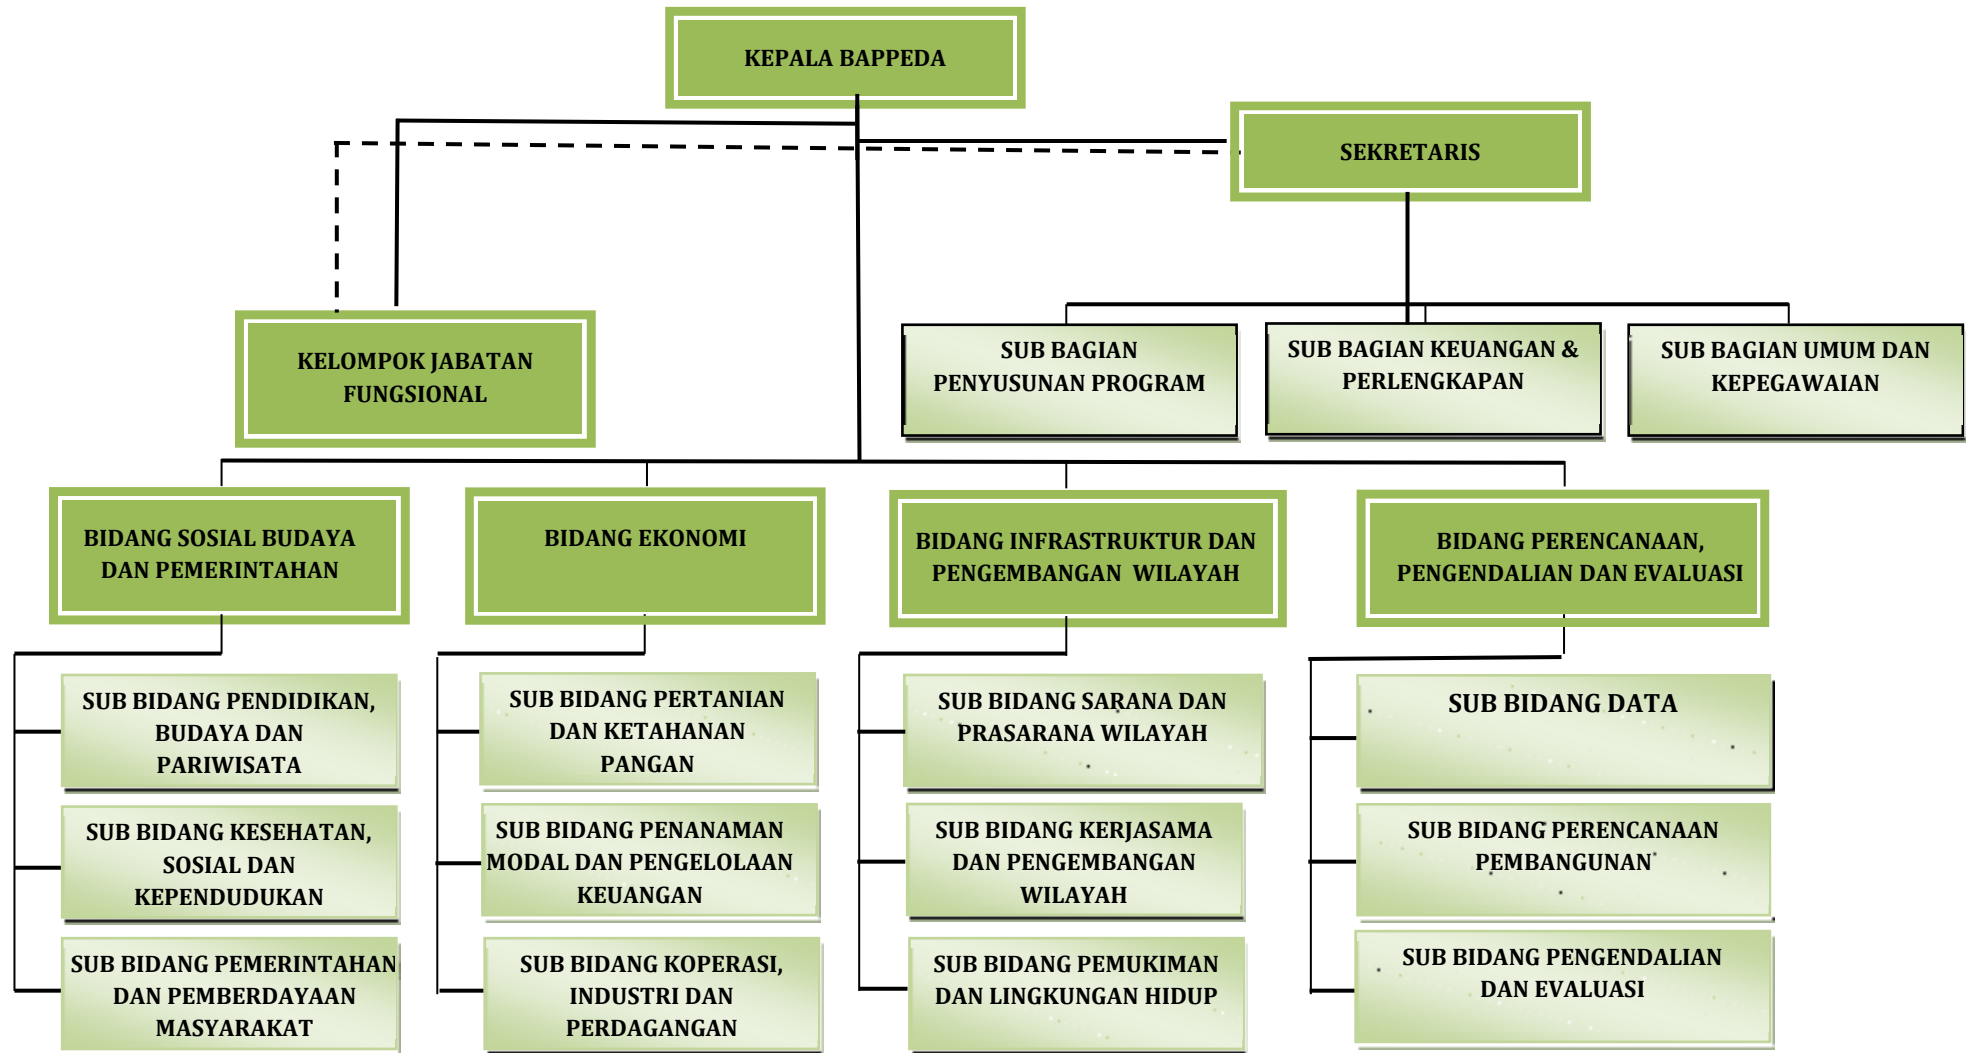 KEPALA BAPPEDA
SEKRETARIS
KELOMPOK JABATAN
FUNGSIONAL
SUB BAGIAN
PENYUSUNAN PROGRAM
SUB BAGIAN KEUANGAN &
PERLENGKAPAN
SUB BAGIAN UMUM DAN
KEPEGAWAIAN
BIDANG SOSIAL BUDAYA
DAN PEMERINTAHAN
BIDANG EKONOMI
BIDANG INFRASTRUKTUR DAN
PENGEMBANGAN WILAYAH
BIDANG PERENCANAAN,
PENGENDALIAN DAN EVALUASI
SUB BIDANG PENDIDIKAN,
BUDAYA DAN
PARIWISATA
SUB BIDANG PERTANIAN
DAN KETAHANAN
PANGAN
SUB BIDANG SARANA DAN
PRASARANA WILAYAH
SUB BIDANG DATA
SUB BIDANG KESEHATAN,
SOSIAL DAN
KEPENDUDUKAN
SUB BIDANG PENANAMAN
MODAL DAN PENGELOLAAN
KEUANGAN
SUB BIDANG KERJASAMA
DAN PENGEMBANGAN
WILAYAH
SUB BIDANG PERENCANAAN
PEMBANGUNAN
SUB BIDANG PEMERINTAHAN
DAN PEMBERDAYAAN
MASYARAKAT
SUB BIDANG KOPERASI,
INDUSTRI DAN
PERDAGANGAN
SUB BIDANG PEMUKIMAN
DAN LINGKUNGAN HIDUP
SUB BIDANG PENGENDALIAN
DAN EVALUASI